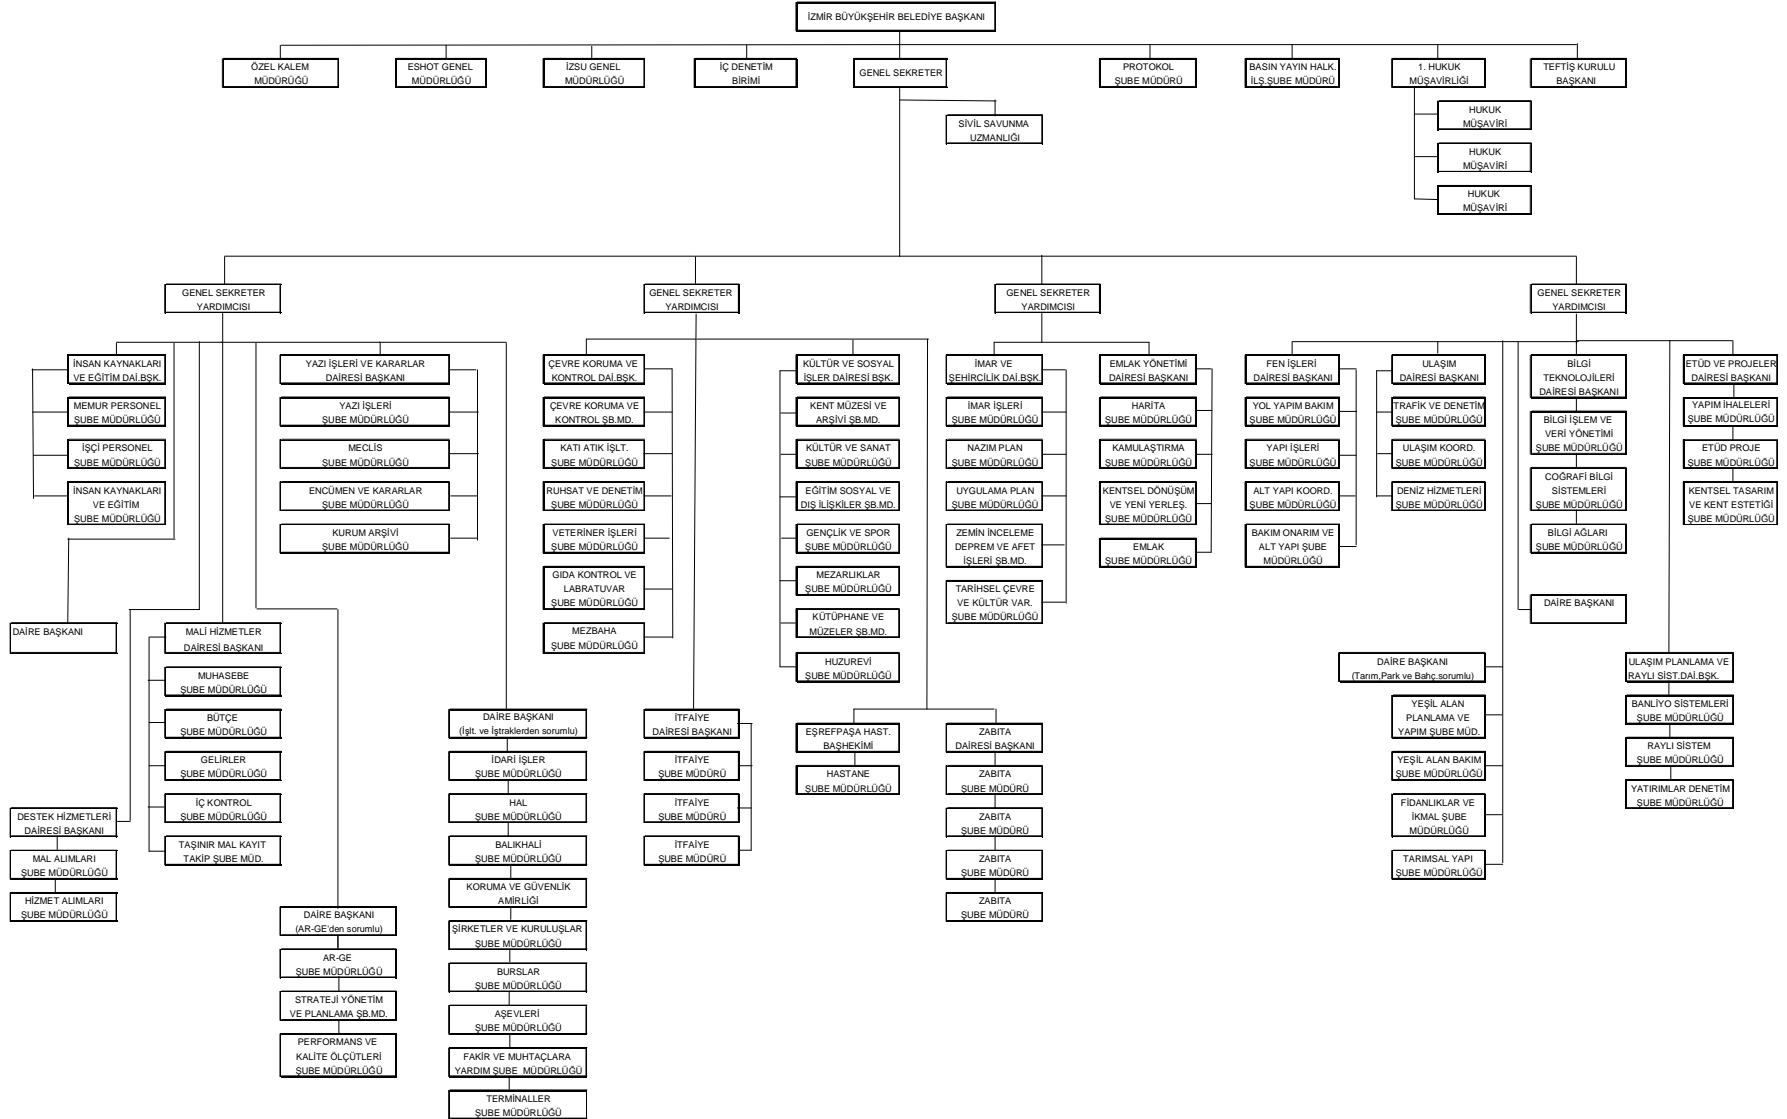 İZMİR BÜYÜKŞEHİR BELEDİYE BAŞKANI
ÖZEL KALEM
MÜDÜRÜĞÜ
ESHOT GENEL
MÜDÜRLÜĞÜ
İZSU GENEL
MÜDÜRLÜĞÜ
İÇ DENETİM
BİRİMİ
GENEL SEKRETER
PROTOKOL
ŞUBE MÜDÜRÜ
BASIN YAYIN HALK.
İLŞ.ŞUBE MÜDÜRÜ
1. HUKUK
MÜŞAVİRLİĞİ
TEFTİŞ KURULU
BAŞKANI
SİVİL SAVUNMA
UZMANLIĞI
HUKUK
MÜŞAVİRİ
HUKUK
MÜŞAVİRİ
HUKUK
MÜŞAVİRİ
GENEL SEKRETER
YARDIMCISI
GENEL SEKRETER
YARDIMCISI
GENEL SEKRETER
YARDIMCISI
GENEL SEKRETER
YARDIMCISI
İNSAN KAYNAKLARI
VE EĞİTİM DAİ.BŞK.
MEMUR PERSONEL
ŞUBE MÜDÜRLÜĞÜ
İŞÇİ PERSONEL
ŞUBE MÜDÜRLÜĞÜ
İNSAN KAYNAKLARI
VE EĞİTİM
ŞUBE MÜDÜRLÜĞÜ
YAZI İŞLERİ VE KARARLAR
DAİRESİ BAŞKANI
YAZI İŞLERİ
ŞUBE MÜDÜRLÜĞÜ
MECLİS
ŞUBE MÜDÜRLÜĞÜ
ENCÜMEN VE KARARLAR
ŞUBE MÜDÜRLÜĞÜ
KURUM ARŞİVİ
ŞUBE MÜDÜRLÜĞÜ
ÇEVRE KORUMA VE
KONTROL DAİ.BŞK.
ÇEVRE KORUMA VE
KONTROL ŞB.MD.
KATI ATIK İŞLT.
ŞUBE MÜDÜRLÜĞÜ
RUHSAT VE DENETİM
ŞUBE MÜDÜRLÜĞÜ
VETERİNER İŞLERİ
ŞUBE MÜDÜRLÜĞÜ
GIDA KONTROL VE
LABRATUVAR
ŞUBE MÜDÜRLÜĞÜ
MEZBAHA
ŞUBE MÜDÜRLÜĞÜ
KÜLTÜR VE SOSYAL
İŞLER DAİRESİ BŞK.
KENT MÜZESİ VE
ARŞİVİ ŞB.MD.
KÜLTÜR VE SANAT
ŞUBE MÜDÜRLÜĞÜ
EĞİTİM SOSYAL VE
DIŞ İLİŞKİLER ŞB.MD.
GENÇLİK VE SPOR
ŞUBE MÜDÜRLÜĞÜ
MEZARLIKLAR
ŞUBE MÜDÜRLÜĞÜ
KÜTÜPHANE VE
MÜZELER ŞB.MD.
HUZUREVİ
ŞUBE MÜDÜRLÜĞÜ
İMAR VE
ŞEHİRCİLİK DAİ.BŞK.
İMAR İŞLERİ
ŞUBE MÜDÜRLÜĞÜ
NAZIM PLAN
ŞUBE MÜDÜRLÜĞÜ
UYGULAMA PLAN
ŞUBE MÜDÜRLÜĞÜ
ZEMİN İNCELEME
DEPREM VE AFET
İŞLERİ ŞB.MD.
TARİHSEL ÇEVRE
VE KÜLTÜR VAR.
ŞUBE MÜDÜRLÜĞÜ
EMLAK YÖNETİMİ
DAİRESİ BAŞKANI
HARİTA
ŞUBE MÜDÜRLÜĞÜ
KAMULAŞTIRMA
ŞUBE MÜDÜRLÜĞÜ
KENTSEL DÖNÜŞÜM
VE YENİ YERLEŞ.
ŞUBE MÜDÜRLÜĞÜ
EMLAK
ŞUBE MÜDÜRLÜĞÜ
FEN İŞLERİ
DAİRESİ BAŞKANI
YOL YAPIM BAKIM
ŞUBE MÜDÜRLÜĞÜ
YAPI İŞLERİ
ŞUBE MÜDÜRLÜĞÜ
ALT YAPI KOORD.
ŞUBE MÜDÜRLÜĞÜ
BAKIM ONARIM VE
ALT YAPI ŞUBE
MÜDÜRLÜĞÜ
ULAŞIM
DAİRESİ BAŞKANI
TRAFİK VE DENETİM
ŞUBE MÜDÜRLÜĞÜ
ULAŞIM KOORD.
ŞUBE MÜDÜRLÜĞÜ
DENİZ HİZMETLERİ
ŞUBE MÜDÜRLÜĞÜ
BİLGİ
TEKNOLOJİLERİ
DAİRESİ BAŞKANI
BİLGİ İŞLEM VE
VERİ YÖNETİMİ
ŞUBE MÜDÜRLÜĞÜ
COĞRAFİ BİLGİ
SİSTEMLERİ
ŞUBE MÜDÜRLÜĞÜ
BİLGİ AĞLARI
ŞUBE MÜDÜRLÜĞÜ
DAİRE BAŞKANI
ETÜD VE PROJELER
DAİRESİ BAŞKANI
YAPIM İHALELERİ
ŞUBE MÜDÜRLÜĞÜ
ETÜD PROJE
ŞUBE MÜDÜRLÜĞÜ
KENTSEL TASARIM
VE KENT ESTETİĞİ
ŞUBE MÜDÜRLÜĞÜ
DAİRE BAŞKANI
MALİ HİZMETLER
DAİRESİ BAŞKANI
MUHASEBE
ŞUBE MÜDÜRLÜĞÜ
BÜTÇE
ŞUBE MÜDÜRLÜĞÜ
GELİRLER
ŞUBE MÜDÜRLÜĞÜ
İÇ KONTROL
ŞUBE MÜDÜRLÜĞÜ
TAŞINIR MAL KAYIT
TAKİP ŞUBE MÜD.
DESTEK HİZMETLERİ
DAİRESİ BAŞKANI
MAL ALIMLARI
ŞUBE MÜDÜRLÜĞÜ
HİZMET ALIMLARI
ŞUBE MÜDÜRLÜĞÜ
DAİRE BAŞKANI
(AR-GE'den sorumlu)
AR-GE
ŞUBE MÜDÜRLÜĞÜ
STRATEJİ YÖNETİM
VE PLANLAMA ŞB.MD.
PERFORMANS VE
KALİTE ÖLÇÜTLERİ
ŞUBE MÜDÜRLÜĞÜ
DAİRE BAŞKANI
(İşlt. ve İştraklerden sorumlu)
İDARİ İŞLER
ŞUBE MÜDÜRLÜĞÜ
HAL
ŞUBE MÜDÜRLÜĞÜ
BALIKHALİ
ŞUBE MÜDÜRLÜĞÜ
KORUMA VE GÜVENLİK
AMİRLİĞİ
ŞİRKETLER VE KURULUŞLAR
ŞUBE MÜDÜRLÜĞÜ
BURSLAR
ŞUBE MÜDÜRLÜĞÜ
AŞEVLERİ
ŞUBE MÜDÜRLÜĞÜ
FAKİR VE MUHTAÇLARA
YARDIM ŞUBE MÜDÜRLÜĞÜ
TERMİNALLER
ŞUBE MÜDÜRLÜĞÜ
İTFAİYE
DAİRESİ BAŞKANI
İTFAİYE
ŞUBE MÜDÜRÜ
İTFAİYE
ŞUBE MÜDÜRÜ
İTFAİYE
ŞUBE MÜDÜRÜ
EŞREFPAŞA HAST.
BAŞHEKİMİ
HASTANE
ŞUBE MÜDÜRLÜĞÜ
ZABITA
DAİRESİ BAŞKANI
ZABITA
ŞUBE MÜDÜRÜ
ZABITA
ŞUBE MÜDÜRÜ
ZABITA
ŞUBE MÜDÜRÜ
ZABITA
ŞUBE MÜDÜRÜ
DAİRE BAŞKANI
(Tarım,Park ve Bahç.sorumlu)
YEŞİL ALAN
PLANLAMA VE
YAPIM ŞUBE MÜD.
YEŞİL ALAN BAKIM
ŞUBE MÜDÜRLÜĞÜ
FİDANLIKLAR VE
İKMAL ŞUBE
MÜDÜRLÜĞÜ
TARIMSAL YAPI
ŞUBE MÜDÜRLÜĞÜ
ULAŞIM PLANLAMA VE
RAYLI SİST.DAİ.BŞK.
BANLİYO SİSTEMLERİ
ŞUBE MÜDÜRLÜĞÜ
RAYLI SİSTEM
ŞUBE MÜDÜRLÜĞÜ
YATIRIMLAR DENETİM
ŞUBE MÜDÜRLÜĞÜ